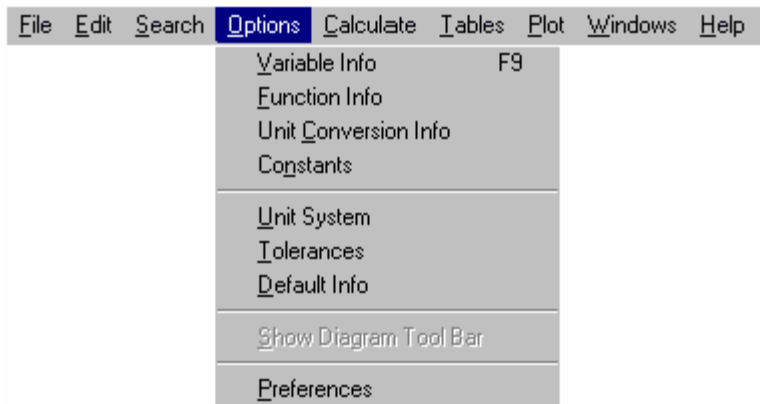 File Edit Search Options Calculate Tables Plot Windows Help
Variable Info F9
Function Info
Unit Conversion Info
Constants
Unit System
Tolerances
Default Info
Show Diagram Tool Bar
Preferences